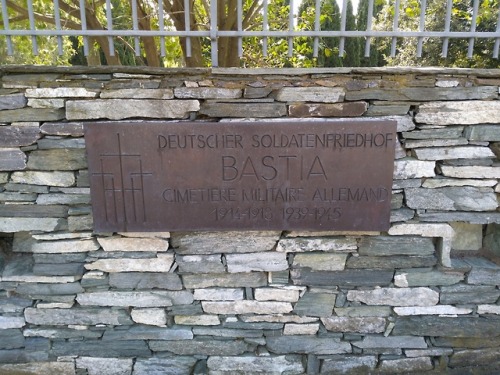 DEUTSCHER SOLDATENFRIEDHOF
BASTIA
CIMETIERE MILITAIRE ALLEMAND
1914-1918 1939-1945